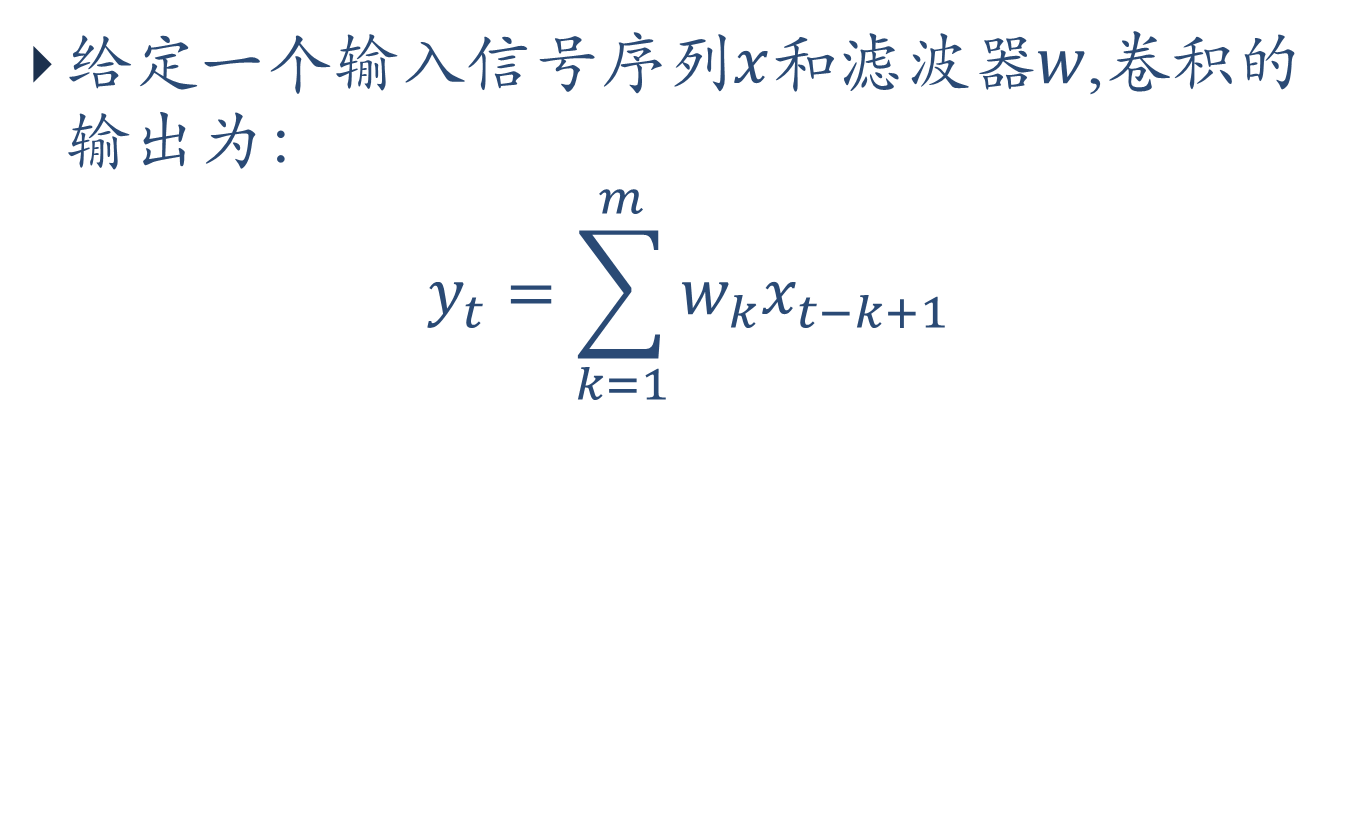 给定一个输入信号序列x和滤波器w,卷积的
输出为：
y_t = \sum_{k=1}^{m} w_k x_{t-k+1}